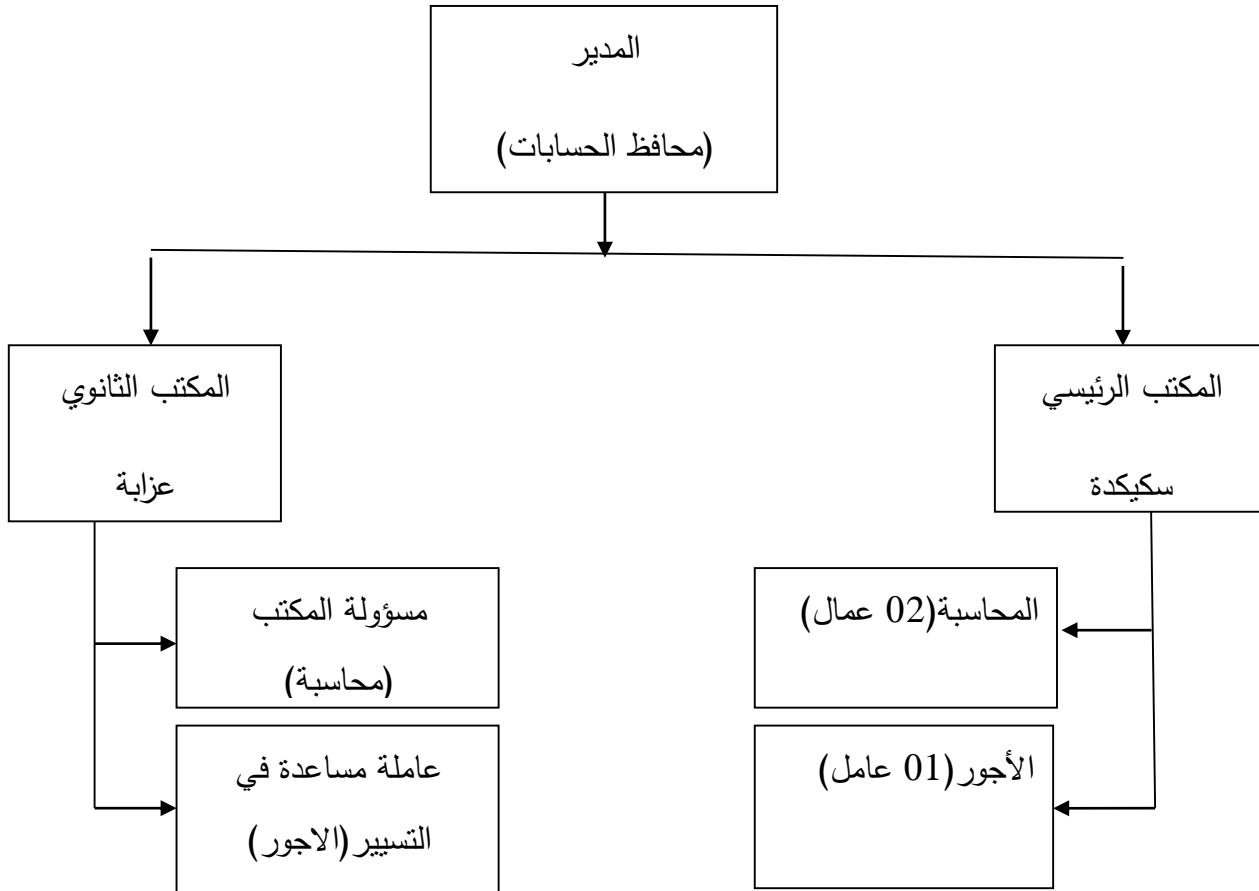 المدير
(محافظ الحسابات)
المكتب الرئيسي
سكيكدة
المكتب الثانوي
عزابة
المحاسبة(02 عمال)
الأجور(01 عامل)
مسؤولة المكتب
(محاسبة)
عاملة مساعدة في
التسيير(الاجور)